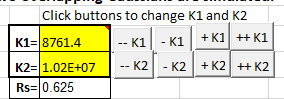 Click buttons to change K1 and K2
K1= 8761.4 -- K1 - K1 + K1 ++ K1
K2= 1.02E+07 -- K2 - K2 + K2 ++ K2
Rs= 0.625